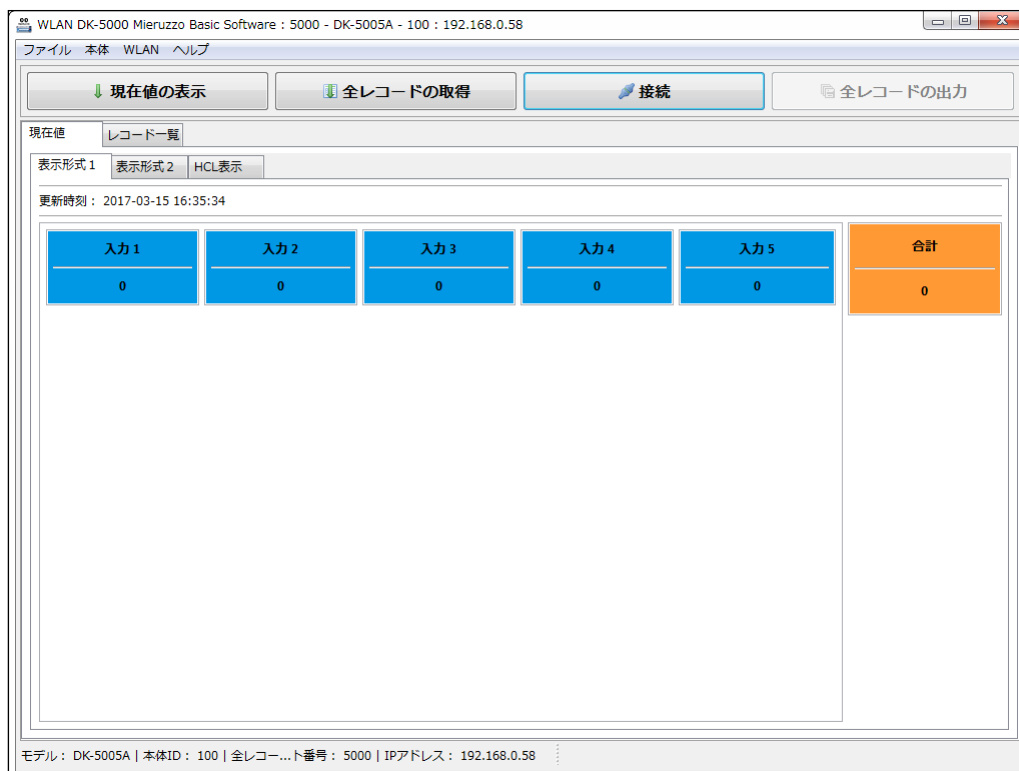 WLAN DK-5000 Mieruzzo Basic Software : 5000 - DK-5005A - 100 : 192.168.0.58
ファイル 本体 WLAN ヘルプ
現在値の表示 全レコードの取得 接続 全レコードの出力
現在値 レコード一覧
表示形式 1 表示形式 2 HCL表示
更新時刻 : 2017-03-15 16:35:34
入力 1 入力 2 入力 3 入力 4 入力 5 合計
0 0 0 0 0 0
モデル : DK-5005A | 本体ID : 100 | 全レコー...ト番号 : 5000 | IPアドレス : 192.168.0.58